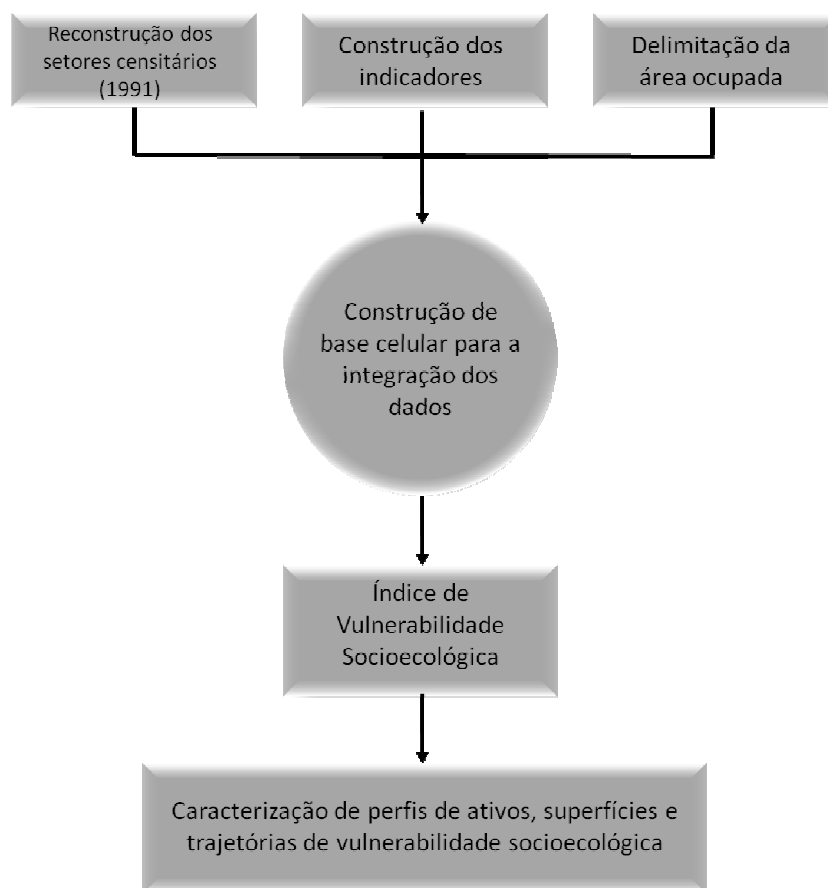 Reconstrução dos
setores censitários
(1991)
Construção dos
indicadores
Delimitação da
área ocupada
Construção de
base celular para a
integração dos
dados
Índice de
Vulnerabilidade
Socioecológica
Caracterização de perfis de ativos, superfícies e
trajetórias de vulnerabilidade socioecológica